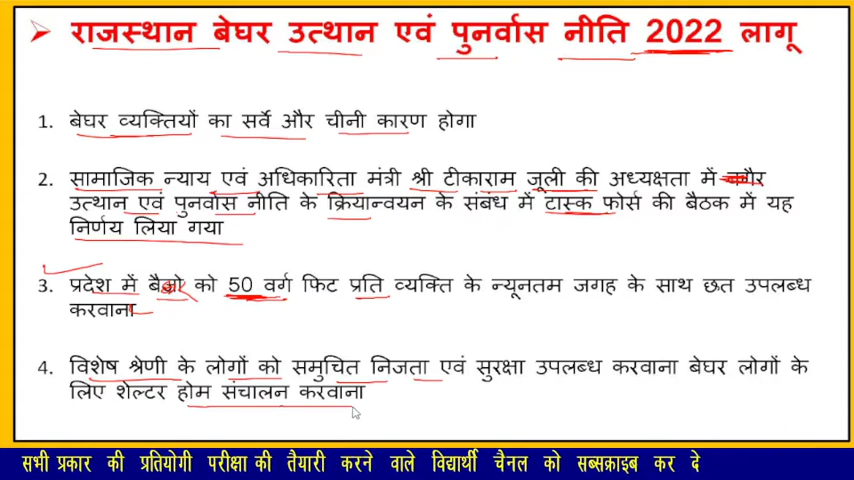 राजस्थान बेघर उत्थान एवं पुनर्वास नीति 2022 लागू
1. बेघर व्यक्तियों का सर्वे और चीनी कारण होगा
2. सामाजिक न्याय एवं अधिकारिता मंत्री श्री टीकाराम जूली की अध्यक्षता में
उत्थान एवं पुनर्वास नीति के क्रियान्वयन के संबंध में टास्क फोर्स की बैठक में यह
निर्णय लिया गया
3. प्रदेश में को 50 वर्ग फिट प्रति व्यक्ति के न्यूनतम जगह के साथ छत उपलब्ध
करवाना
4. विशेष श्रेणी के लोगों को समुचित निजता एवं सुरक्षा उपलब्ध करवाना बेघर लोगों के
लिए शेल्टर होम संचालन करवाना
सभी प्रकार की प्रतियोगी परीक्षा की तैयारी करने वाले विद्यार्थी चैनल को सब्सक्राइब कर दे